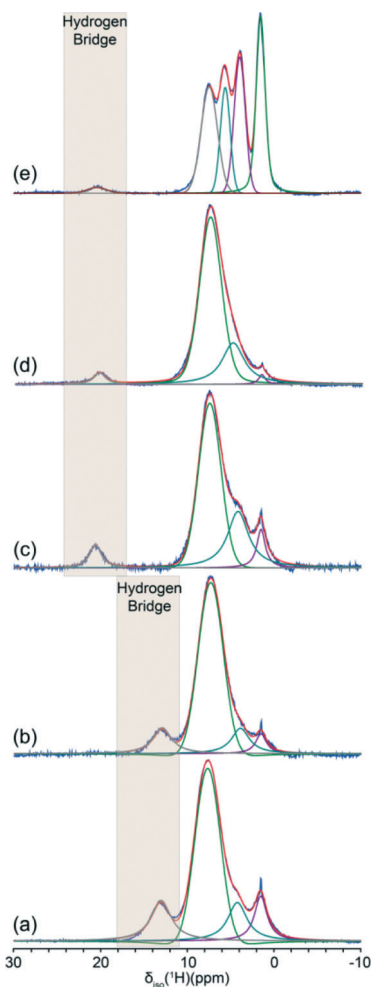 Hydrogen
Bridge
(e)
(d)
(c)
Hydrogen
Bridge
(b)
(a)
30 20 10 0 -10
δiso(¹H)(ppm)